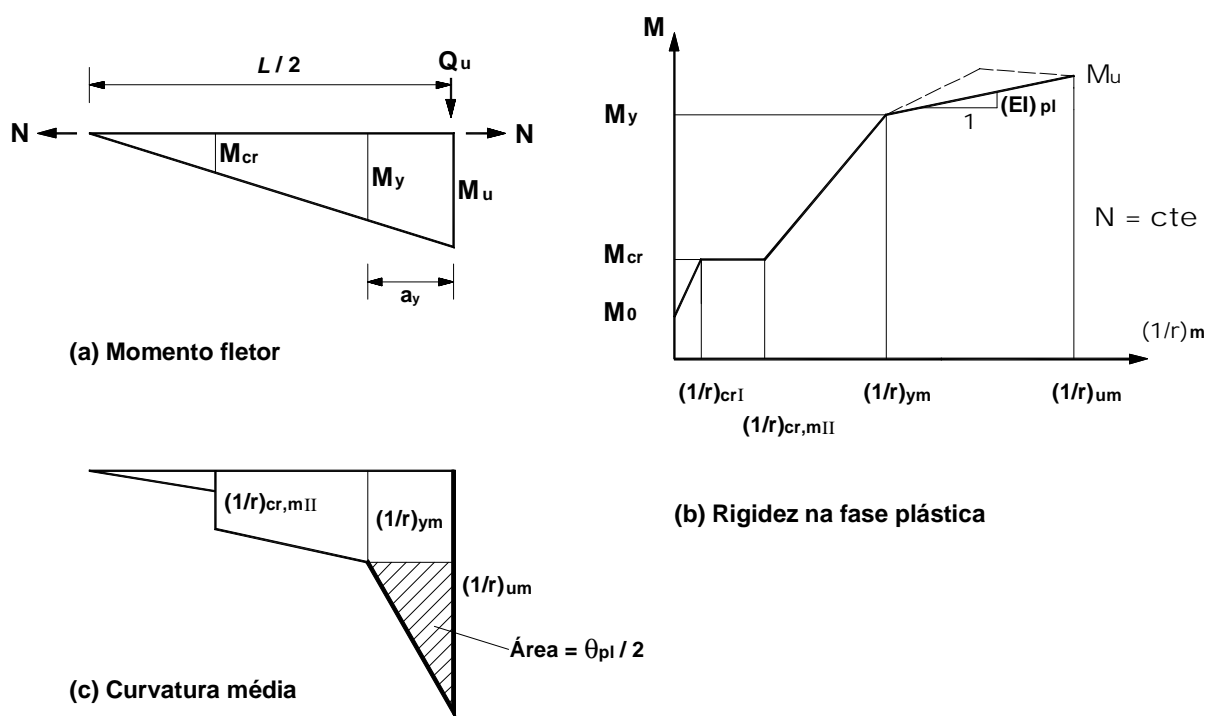 L / 2
Qu
N
N
Mcr
My
Mu
ay
(a) Momento fletor
M
Mu
(EI) pl
1
My
N = cte
Mcr
M0
(1/r)m
(1/r)crI
(1/r)ym
(1/r)um
(1/r)cr,mII
(b) Rigidez na fase plástica
(1/r)cr,mII
(1/r)ym
(1/r)um
Área = θpl / 2
(c) Curvatura média